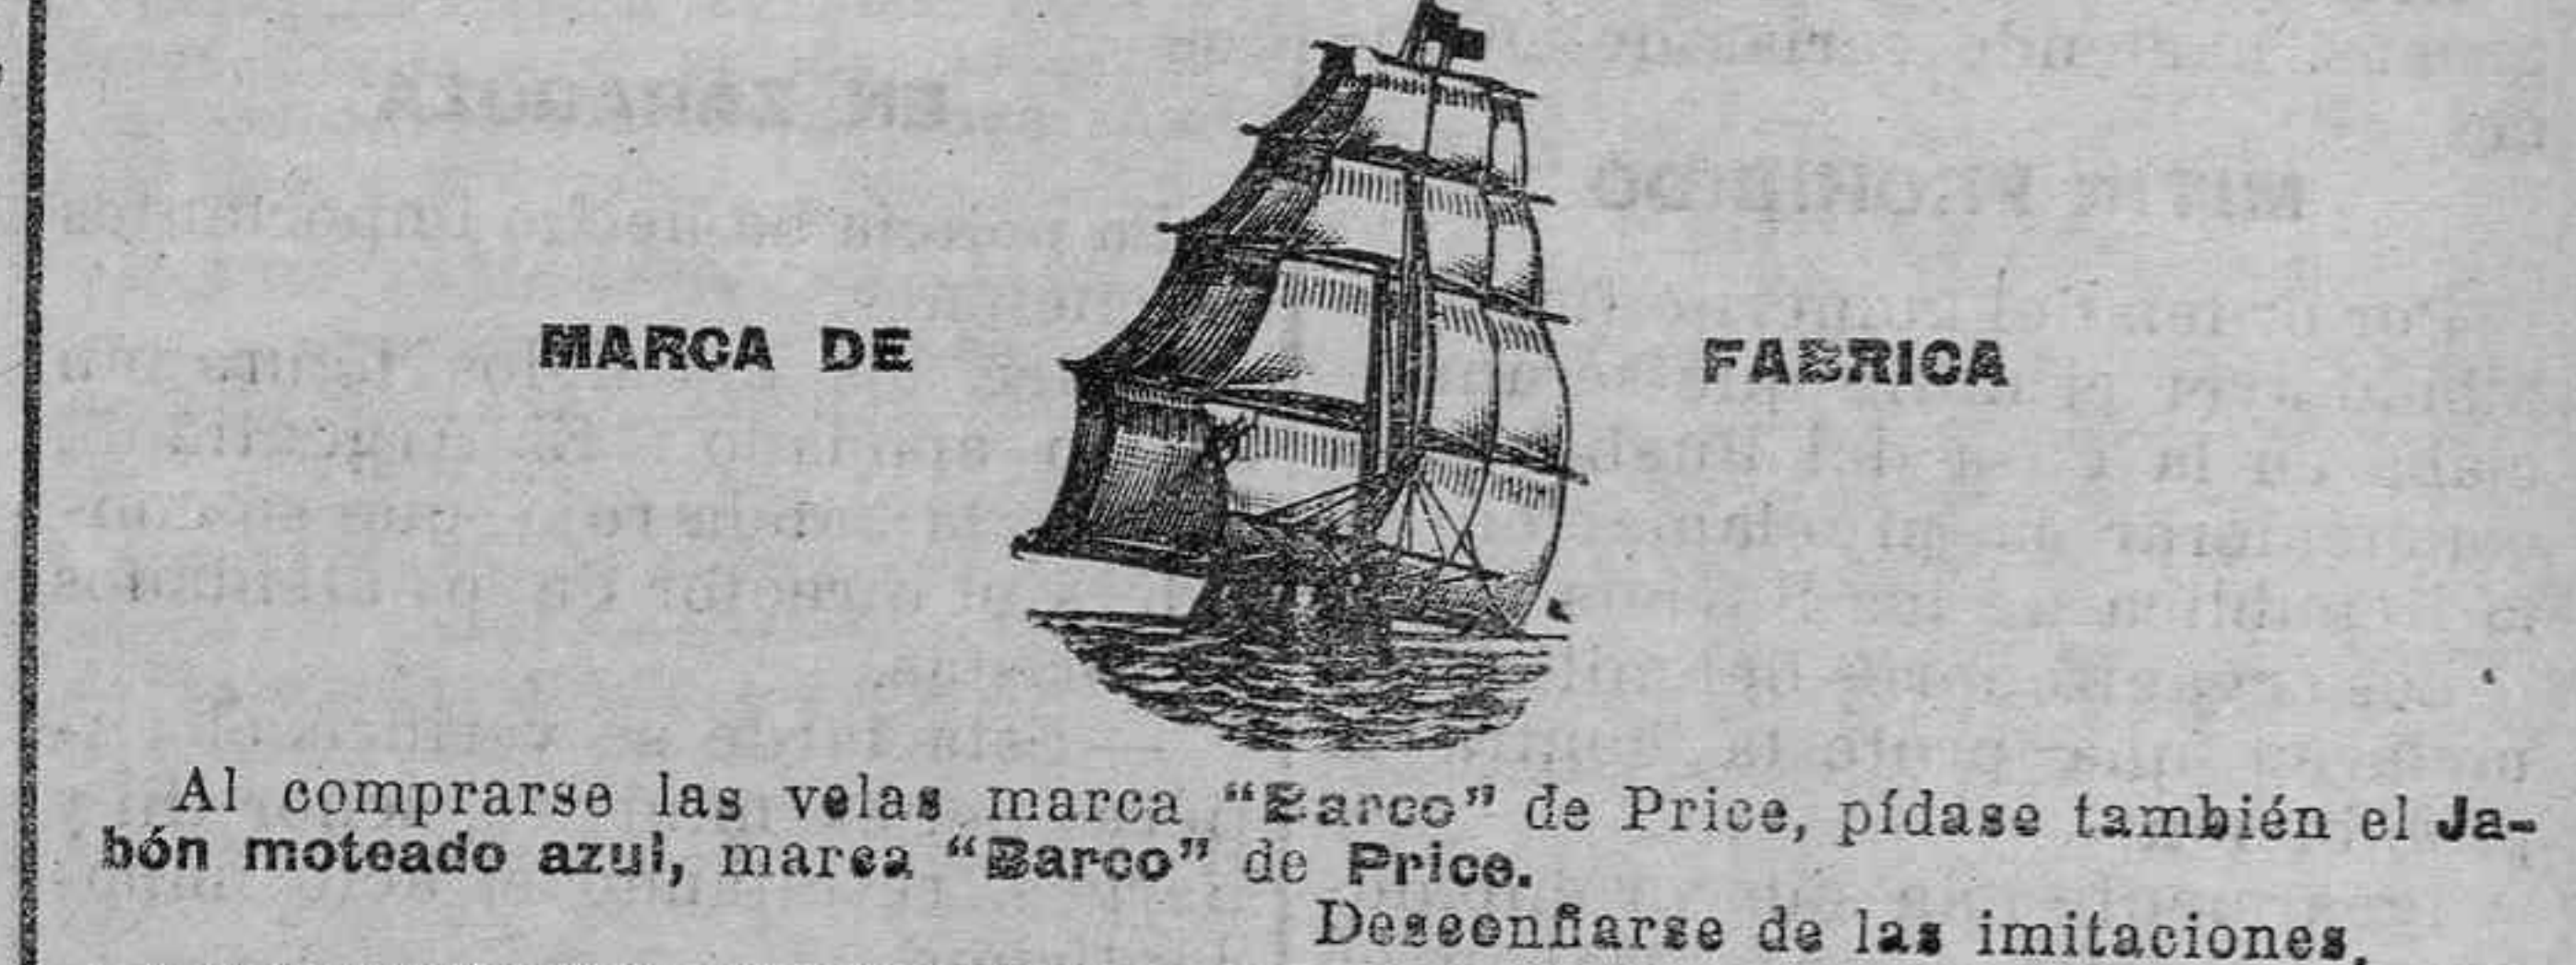 MARCA DE FABRICA
Al comprarse las velas marca “Barco” de Price, pídase también el Ja-
bón moteado azul, marca “Barco” de Price.
Desconfiarse de las imitaciones.